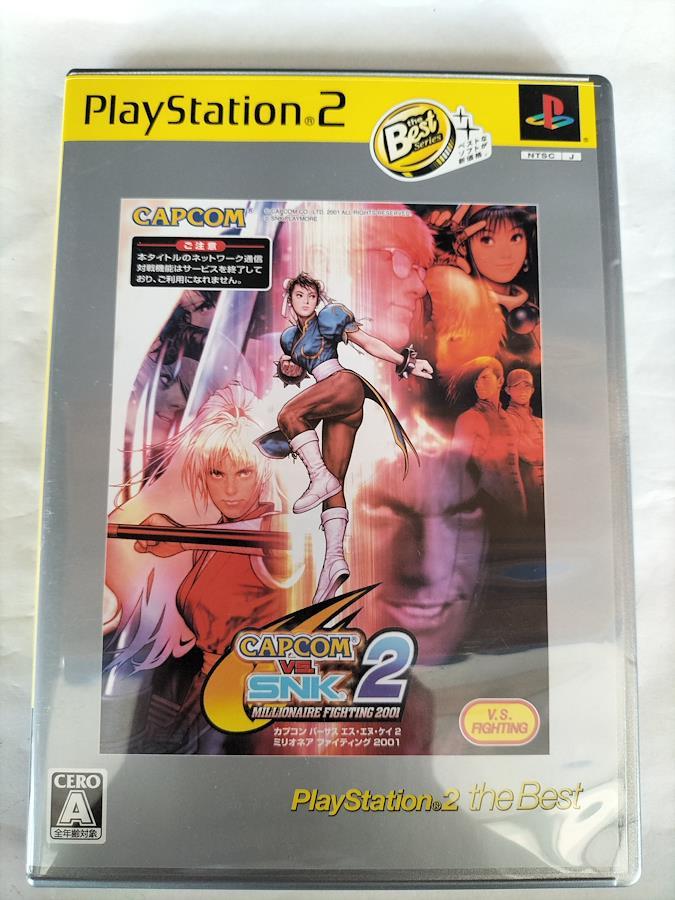 PlayStation®2
the
Best
Series
ベストなが
ソフトが
新価格。
NTSC J
CAPCOM®
©CAPCOM CO., LTD. 2001 ALL RIGHTS RESERVED.
© SNK PLAYMORE
ご注意
本タイトルのネットワーク通信
対戦機能はサービスを終了して
おり、ご利用になれません。
CAPCOM®
VS.
SNK® 2
MILLIONAIRE FIGHTING 2001
カプコン バーサス エス・エヌ・ケイ 2
ミリオネア ファイティング 2001
V.S.
FIGHTING
PlayStation®2 the Best
CERO
A
全年齢対象